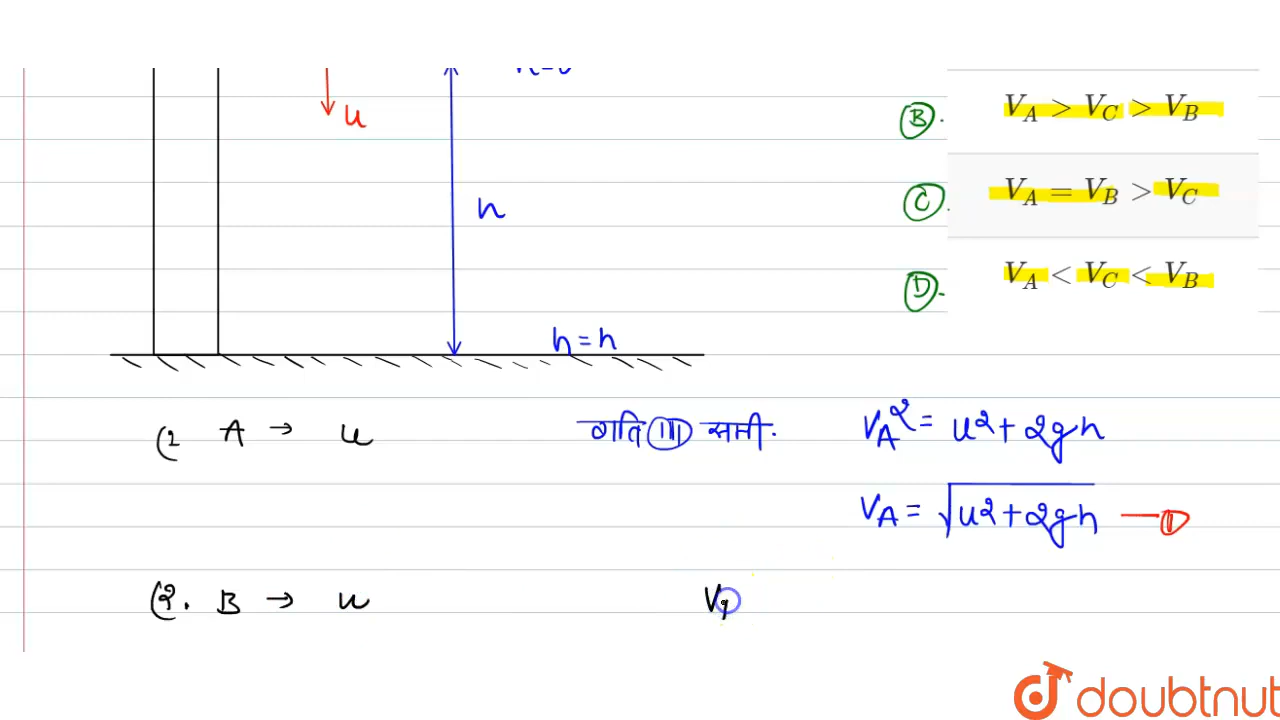 u
h
h = h
(B). V_A > V_C > V_B
(C). V_A = V_B > V_C
(D). V_A < V_C < V_B
A → u गति (III) समी. V_A² = u² + 2gh
V_A = √u² + 2gh — (1)
(2. B → u V
doubtnut